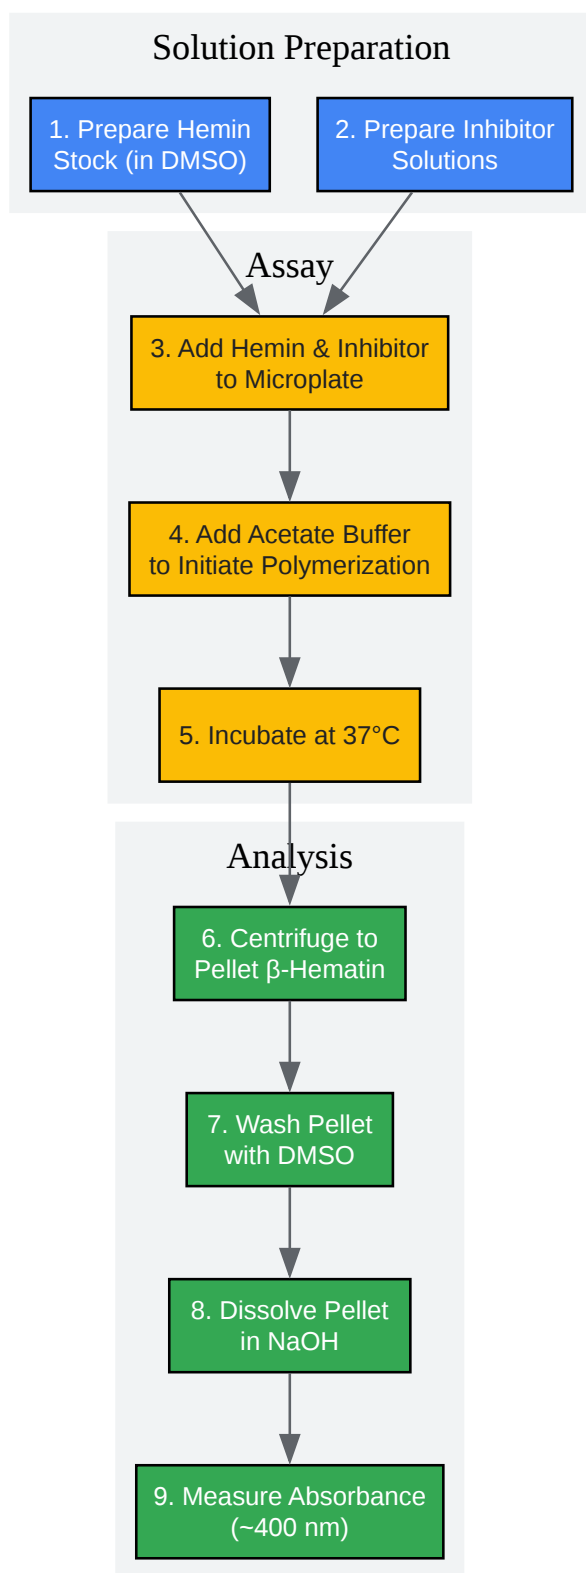 Solution Preparation
1. Prepare Hemin
Stock (in DMSO)
2. Prepare Inhibitor
Solutions
Assay
3. Add Hemin & Inhibitor
to Microplate
4. Add Acetate Buffer
to Initiate Polymerization
5. Incubate at 37°C
Analysis
6. Centrifuge to
Pellet β-Hematin
7. Wash Pellet
with DMSO
8. Dissolve Pellet
in NaOH
9. Measure Absorbance
(~400 nm)